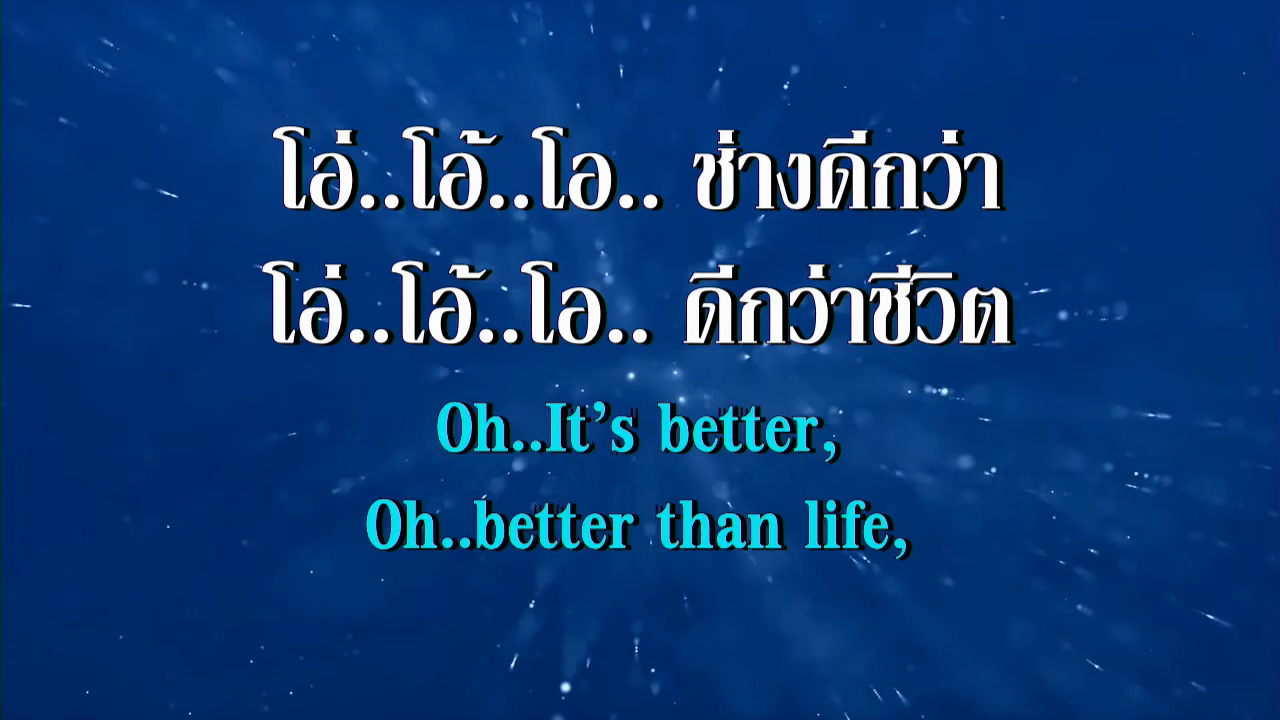 โอ่..โอ้..โอ.. ช่างดีกว่า
โอ่..โอ้..โอ.. ดีกว่าชีวิต
Oh..It’s better,
Oh..better than life,